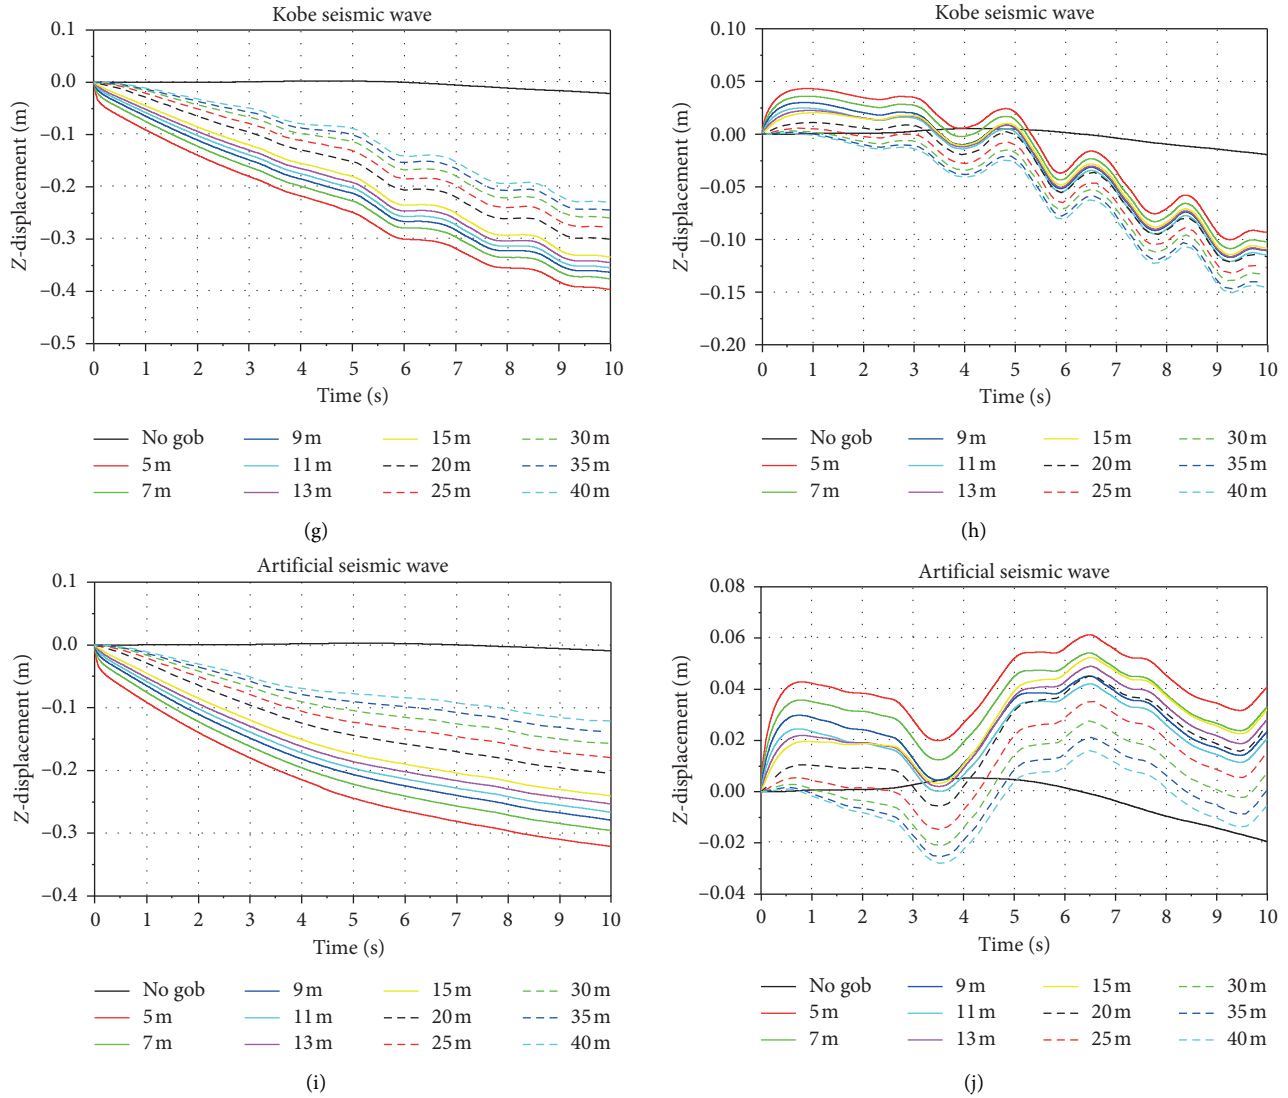 Kobe seismic wave
0.1
0.0
–0.1
–0.2
–0.3
–0.4
–0.5
Z-displacement (m)
0 1 2 3 4 5 6 7 8 9 10
Time (s)
No gob 9 m 15 m 30 m
5 m 11 m 20 m 35 m
7 m 13 m 25 m 40 m
(g)
Kobe seismic wave
0.10
0.05
0.00
–0.05
–0.10
–0.15
–0.20
Z-displacement (m)
0 1 2 3 4 5 6 7 8 9 10
Time (s)
No gob 9 m 15 m 30 m
5 m 11 m 20 m 35 m
7 m 13 m 25 m 40 m
(h)
Artificial seismic wave
0.1
0.0
–0.1
–0.2
–0.3
–0.4
Z-displacement (m)
0 1 2 3 4 5 6 7 8 9 10
Time (s)
No gob 9 m 15 m 30 m
5 m 11 m 20 m 35 m
7 m 13 m 25 m 40 m
(i)
Artificial seismic wave
0.08
0.06
0.04
0.02
0.00
–0.02
–0.04
Z-displacement (m)
0 1 2 3 4 5 6 7 8 9 10
Time (s)
No gob 9 m 15 m 30 m
5 m 11 m 20 m 35 m
7 m 13 m 25 m 40 m
(j)